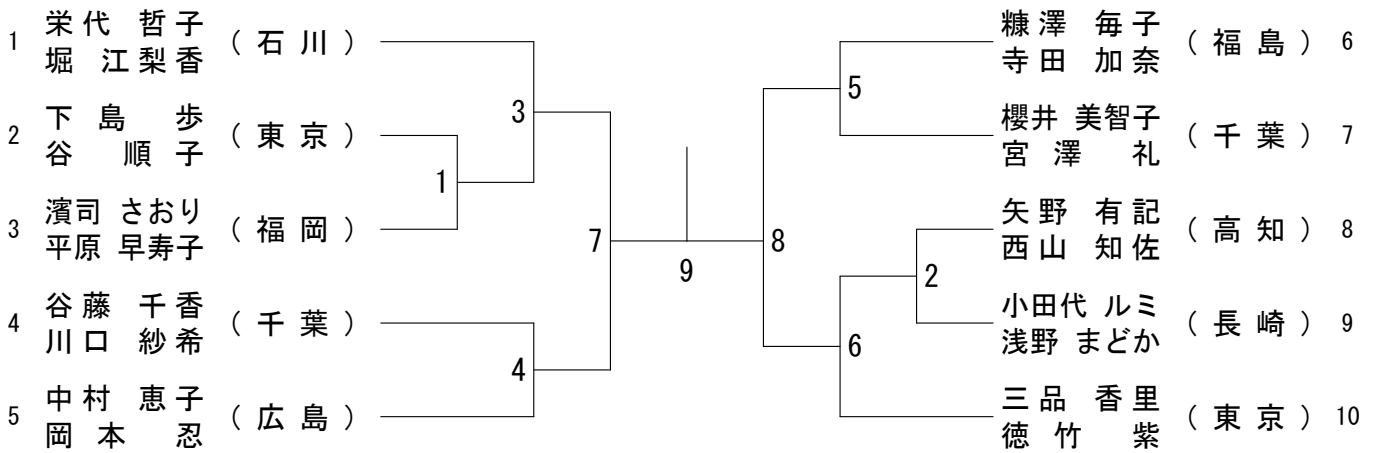 1 栄代 哲子 (石川)
堀 江梨香
2 下島 歩 (東京)
谷 順子
3 濱司 さおり (福岡)
平原 早寿子
4 谷藤 千香 (千葉)
川口 紗希
5 中村 恵子 (広島)
岡本 忍
3
1
7
4
9
糠澤 毎子 (福島) 6
寺田 加奈
櫻井 美智子 (千葉) 7
宮澤 礼
矢野 有記 (高知) 8
西山 知佐
小田代 ルミ (長崎) 9
浅野 まどか
三品 香里 (東京) 10
徳竹 紫
5
8
2
6